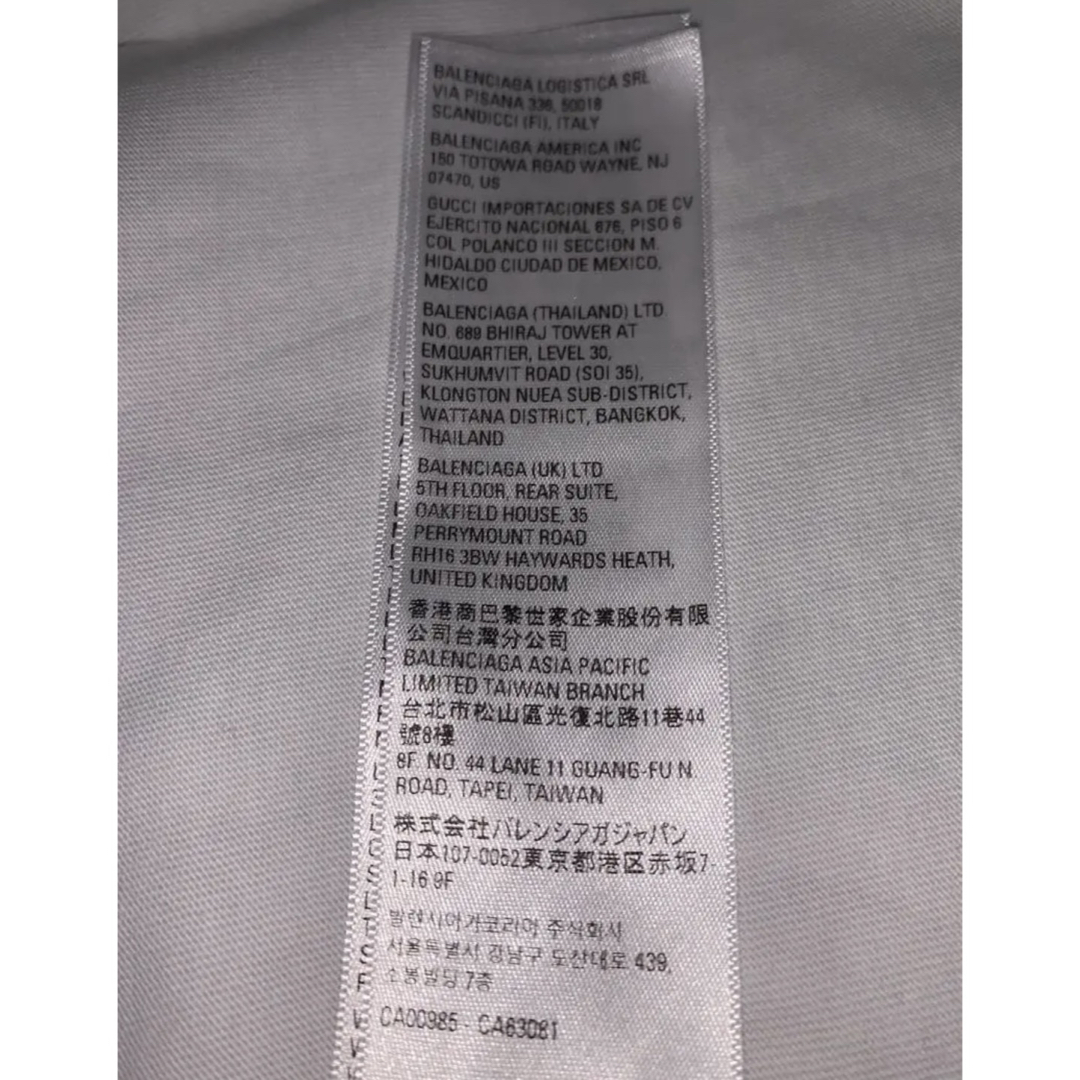 BALENCIAGA LOGISTICA SRL
VIA PISANA 336, 50018
SCANDICCI (FI), ITALY
BALENCIAGA AMERICA INC
150 TOTOWA ROAD WAYNE, NJ
07470, US
GUCCI IMPORTACIONES SA DE CV
EJERCITO NACIONAL 676, PISO 6
COL POLANCO III SECCION M.
HIDALDO CIUDAD DE MEXICO,
MEXICO
BALENCIAGA (THAILAND) LTD
NO. 689 BHIRAJ TOWER AT
EMQUARTIER, LEVEL 30,
SUKHUMVIT ROAD (SOI 35),
KLONGTON NUEA SUB-DISTRICT,
WATTANA DISTRICT, BANGKOK,
THAILAND
BALENCIAGA (UK) LTD
5TH FLOOR, REAR SUITE,
OAKFIELD HOUSE, 35
PERRYMOUNT ROAD
RH16 3BW HAYWARDS HEATH,
UNITED KINGDOM
香港商巴黎世家企業股份有限
公司台灣分公司
BALENCIAGA ASIA PACIFIC
LIMITED TAIWAN BRANCH
台北市松山區光復北路11巷44
號8樓
8F. NO. 44 LANE 11 GUANG-FU N.
ROAD, TAPEI, TAIWAN
株式会社バレンシアガジャパン
日本107-0052東京都港区赤坂7-
1-16 9F
발렌시아가코리아 주식회사
서울특별시 강남구 도산대로 439,
소봉빌딩 7층
CA00985 - CA63081